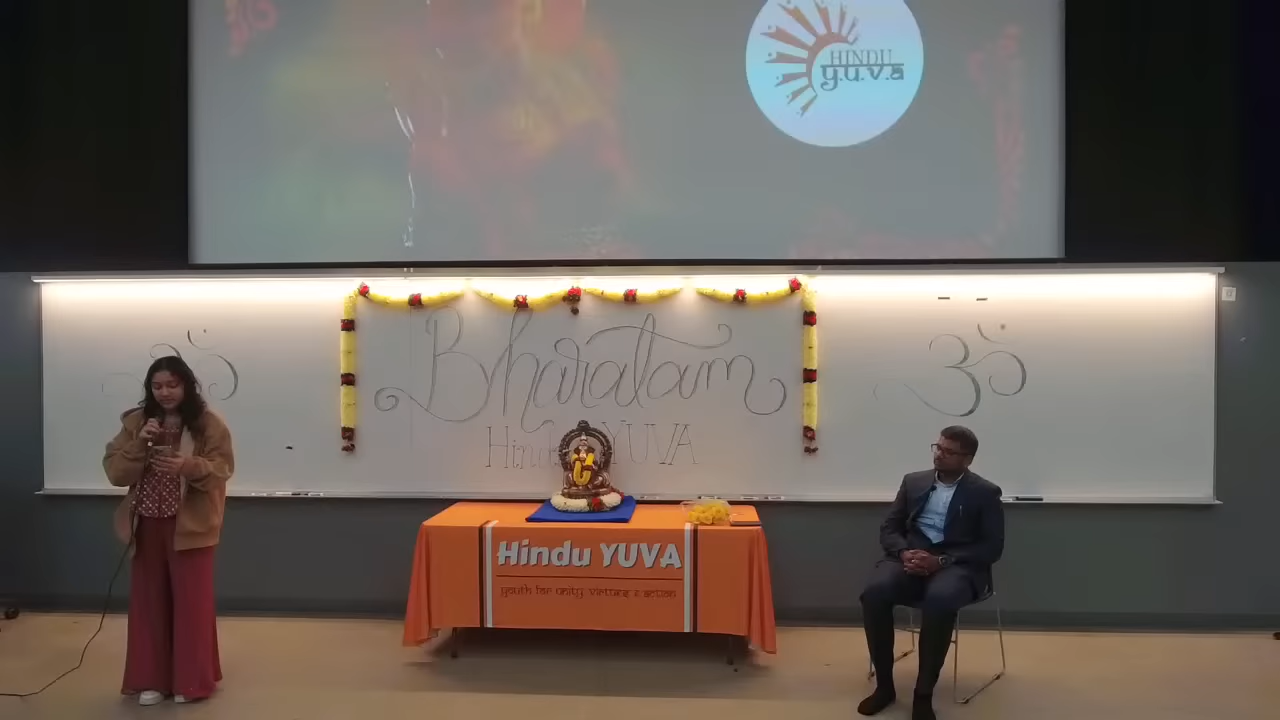 HINDU
y.u.v.a
Bharatam
ॐ
ॐ
Hindu YUVA
Hindu YUVA
youth for unity, virtues & action